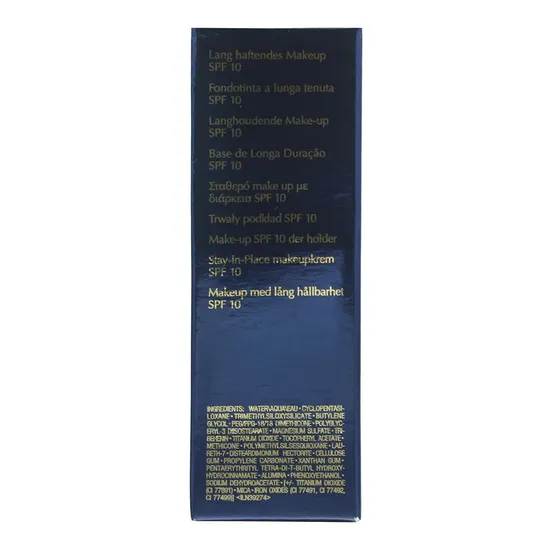 Lang haftendes Makeup
SPF 10
Fondotinta a lunga tenuta
SPF 10
Langhoudende Make-up
SPF 10
Base de Longa Duração
SPF 10
Σταθερό make up με
διάρκεια SPF 10
Trwały podkład SPF 10
Make-up SPF 10 der holder
Stay-in-Place makeupkrem
SPF 10
Makeup med lång hållbarhet
SPF 10
INGREDIENTS: WATER\AQUA\EAU • CYCLOPENTASI-
LOXANE • TRIMETHYLSILOXYSILICATE • BUTYLENE
GLYCOL • PEG/PPG-18/18 DIMETHICONE • POLYGLYC-
ERYL-3 DIISOSTEARATE • MAGNESIUM SULFATE • TRI-
BEHENIN • TITANIUM DIOXIDE • TOCOPHERYL ACETATE •
METHICONE • POLYMETHYLSILSESQUIOXANE • LAU-
RETH-7 • DISTEARDIMONIUM HECTORITE • CELLULOSE
GUM • PROPYLENE CARBONATE • XANTHAN GUM •
PENTAERYTHRITYL TETRA-DI-T-BUTYL HYDROXY-
HYDROCINNAMATE • ALUMINA • PHENOXYETHANOL •
SODIUM DEHYDROACETATE • [+/- TITANIUM DIOXIDE
(CI 77891) • MICA • IRON OXIDES (CI 77491, CI 77492,
CI 77499)] <ILN39274>